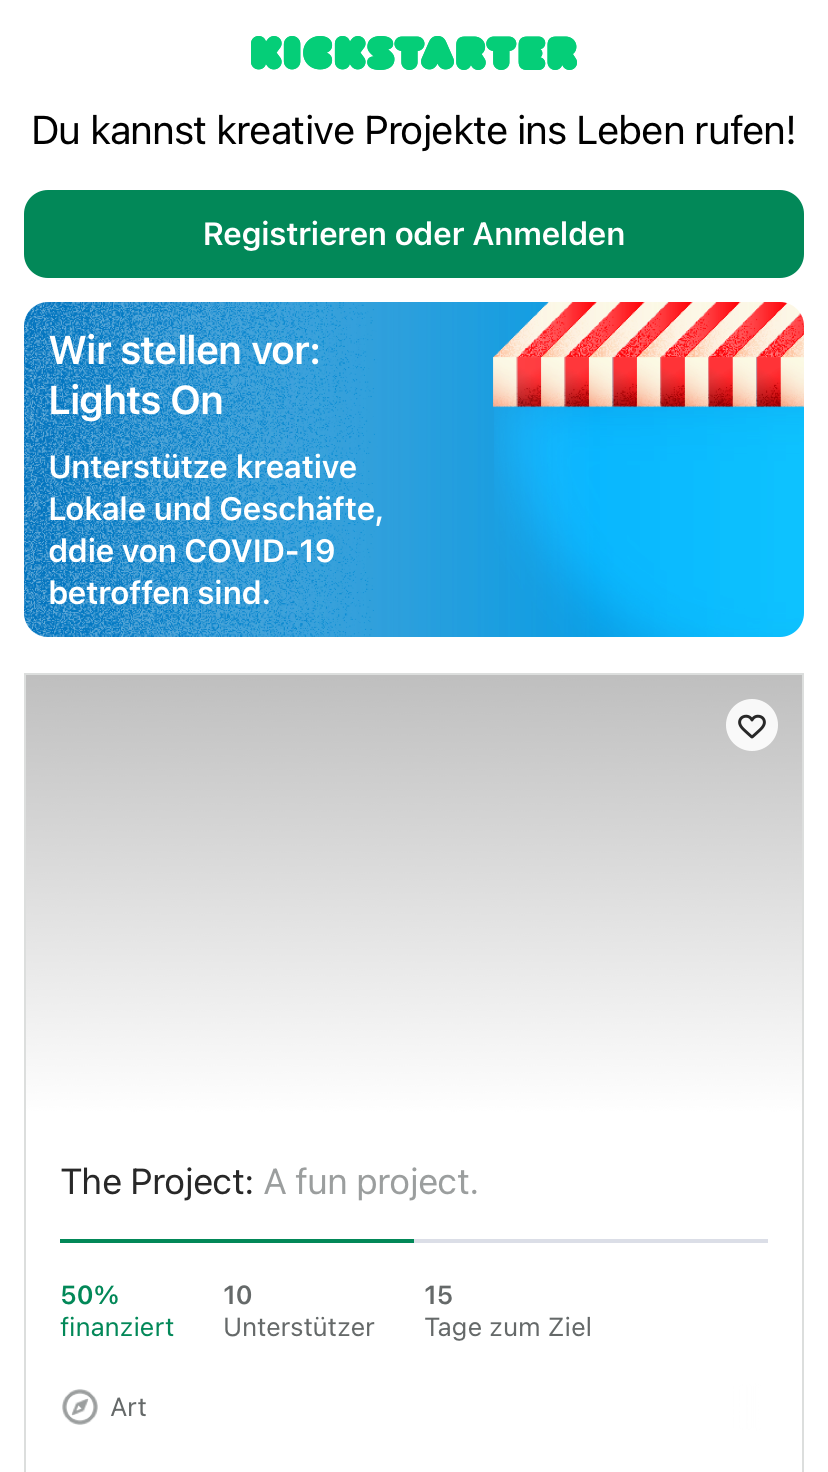 KICKSTARTER
Du kannst kreative Projekte ins Leben rufen!
Registrieren oder Anmelden
Wir stellen vor:
Lights On
Unterstütze kreative
Lokale und Geschäfte,
ddie von COVID-19
betroffen sind.
The Project: A fun project.
50% 10 15
finanziert Unterstützer Tage zum Ziel
Art